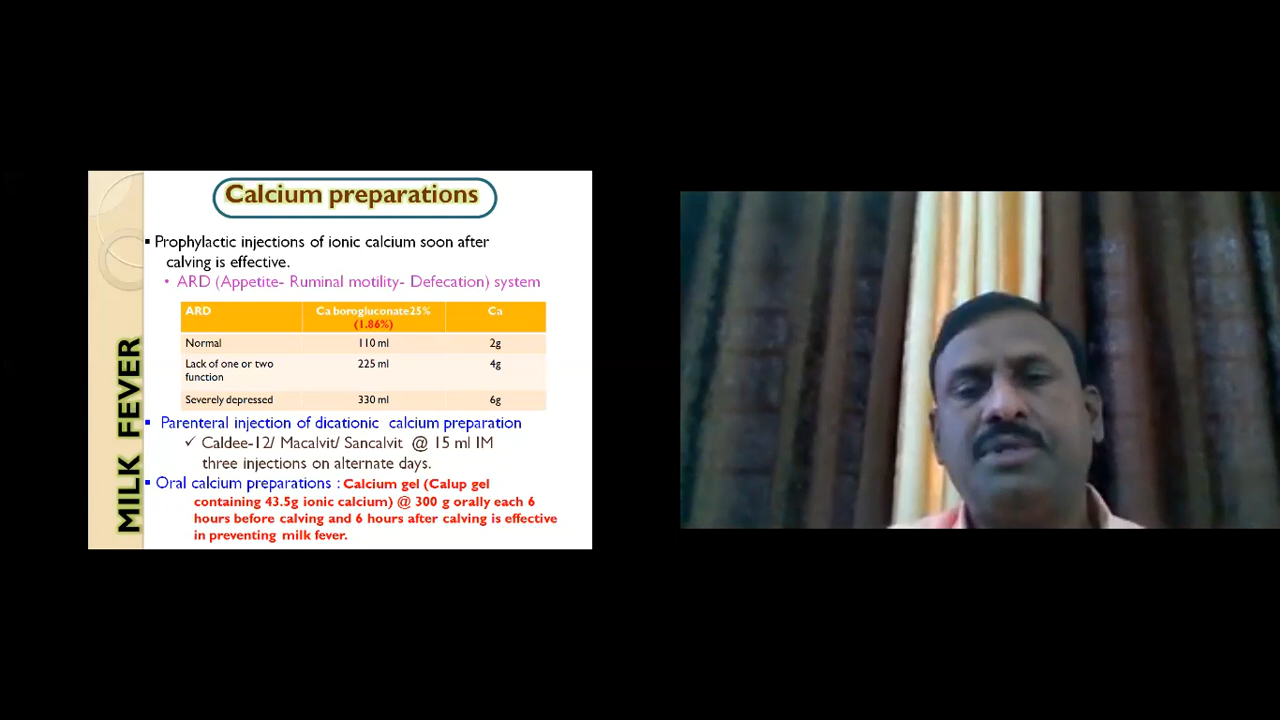 Calcium preparations
▪ Prophylactic injections of ionic calcium soon after
calving is effective.
• ARD (Appetite- Ruminal motility- Defecation) system
ARD Ca borogluconate25% Ca
(1.86%)
Normal 110 ml 2g
Lack of one or two 225 ml 4g
function
Severely depressed 330 ml 6g
▪ Parenteral injection of dicationic calcium preparation
✓ Caldee-12/ Macalvit/ Sancalvit @ 15 ml IM
three injections on alternate days.
▪ Oral calcium preparations : Calcium gel (Calup gel
containing 43.5g ionic calcium) @ 300 g orally each 6
hours before calving and 6 hours after calving is effective
in preventing milk fever.
MILK FEVER